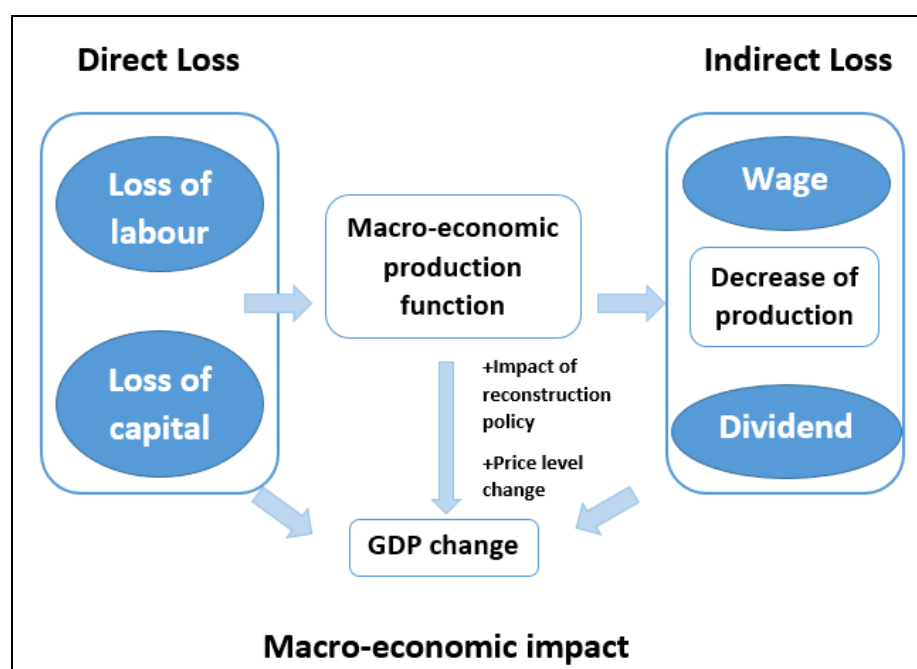 Direct Loss
Indirect Loss
Loss of
labour
Loss of
capital
Macro-economic
production
function
Wage
Decrease of
production
Dividend
+Impact of
reconstruction
policy
+Price level
change
GDP change
Macro-economic impact